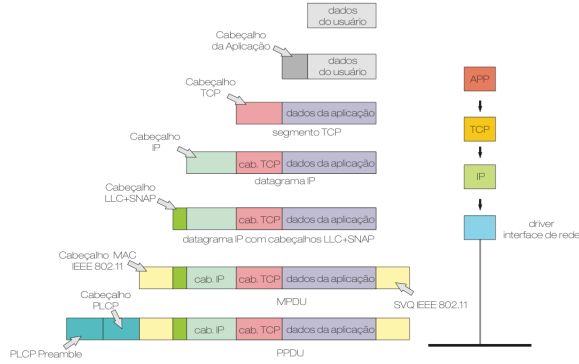 dados
do usuário
Cabeçalho
da Aplicação
dados
do usuário
Cabeçalho
TCP
dados da aplicação
segmento TCP
Cabeçalho
IP
cab. TCP
dados da aplicação
datagrama IP
Cabeçalho
LLC+SNAP
cab. TCP
dados da aplicação
datagrama IP com cabeçalhos LLC+SNAP
Cabeçalho MAC
IEEE 802.11
cab. IP
cab. TCP
dados da aplicação
MPDU
SVQ IEEE 802.11
Cabeçalho
PLCP
cab. IP
cab. TCP
dados da aplicação
PLCP Preamble
PPDU
APP
TCP
IP
driver
interface de rede